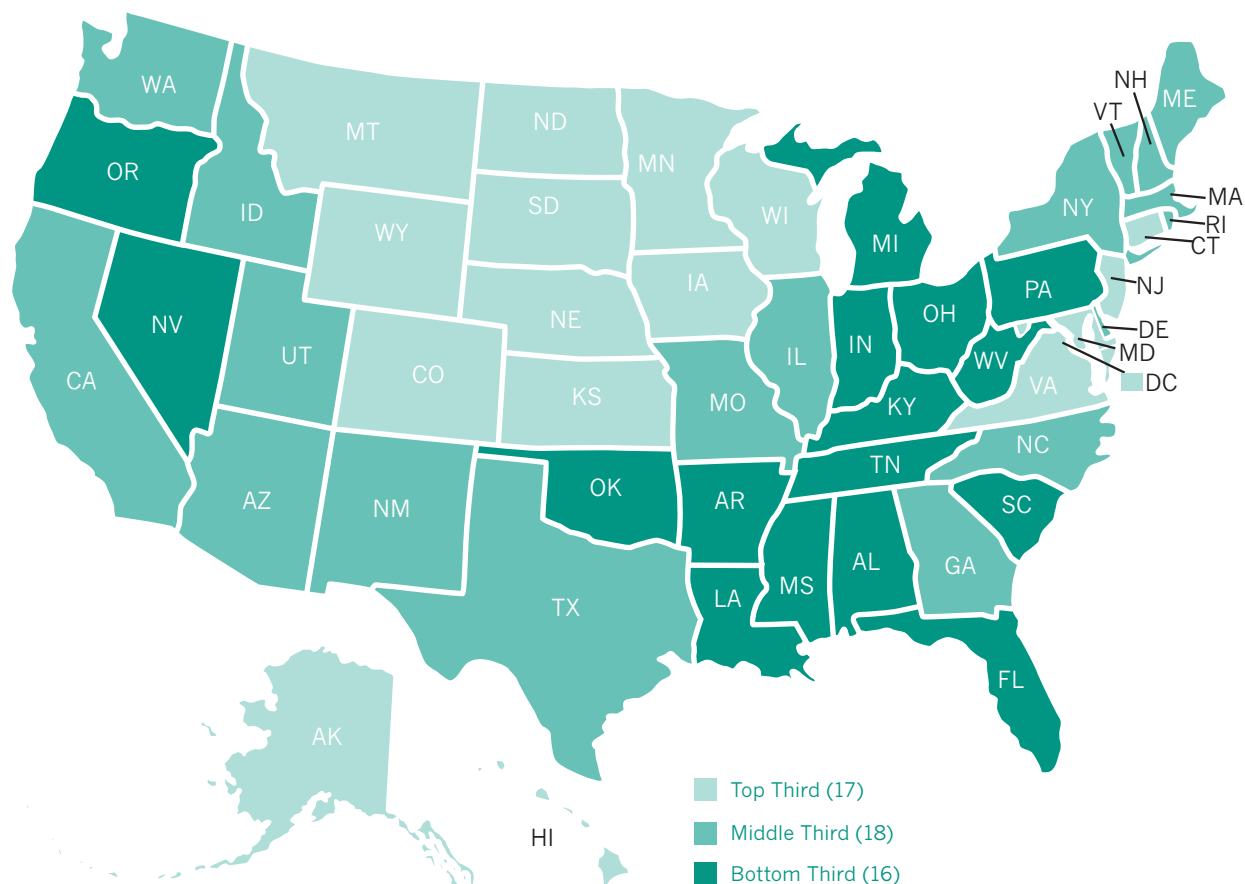 WA
OR
CA
NV
ID
MT
WY
UT
AZ
CO
NM
ND
SD
NE
KS
OK
TX
MN
IA
MO
AR
LA
WI
IL
MI
IN
OH
KY
TN
MS
AL
GA
FL
SC
NC
VA
WV
PA
NY
VT
NH
ME
MA
RI
CT
NJ
DE
MD
DC
AK
HI
Top Third (17)
Middle Third (18)
Bottom Third (16)